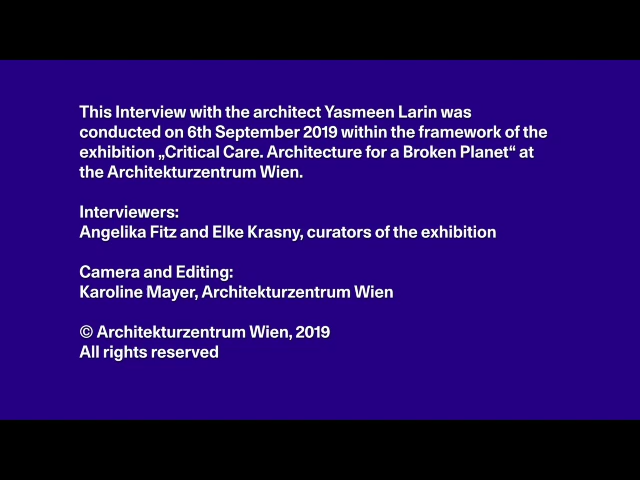 This Interview with the architect Yasmeen Larin was
conducted on 6th September 2019 within the framework of the
exhibition „Critical Care. Architecture for a Broken Planet“ at
the Architekturzentrum Wien.
Interviewers:
Angelika Fitz and Elke Krasny, curators of the exhibition
Camera and Editing:
Karoline Mayer, Architekturzentrum Wien
© Architekturzentrum Wien, 2019
All rights reserved